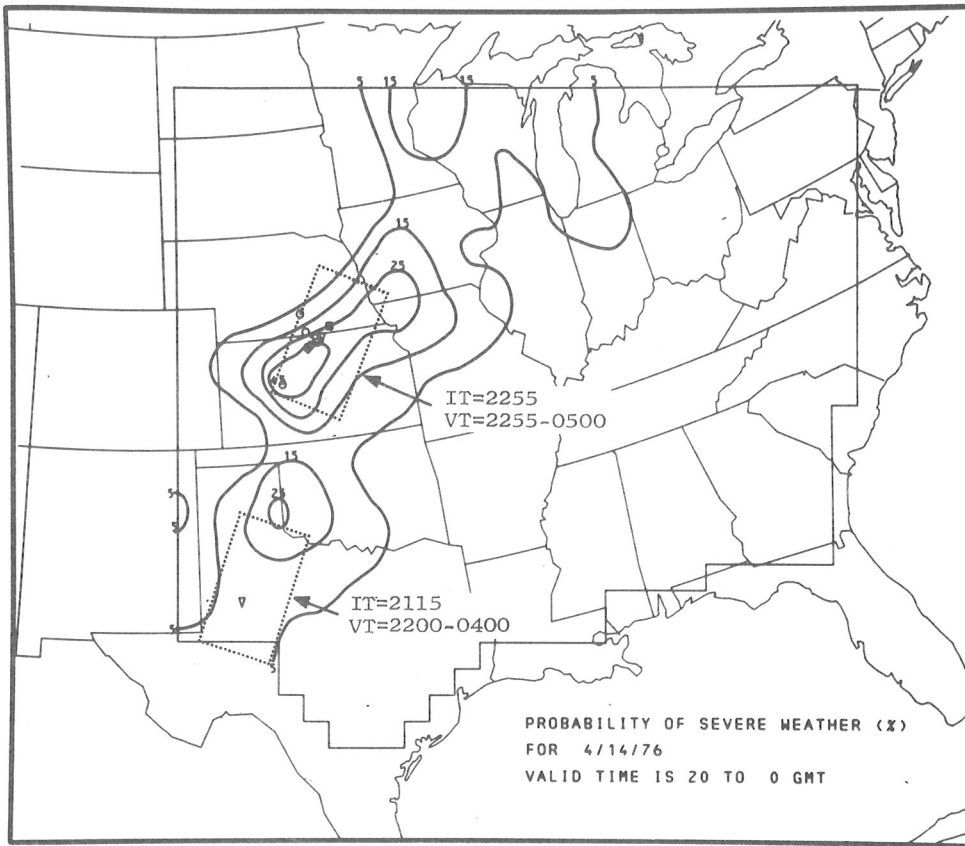 5 15 15 5
15
25
IT=2255
VT=2255-0500
15
5 25
5
IT=2115
VT=2200-0400
5
5
PROBABILITY OF SEVERE WEATHER (%)
FOR 4/14/76
VALID TIME IS 20 TO 0 GMT